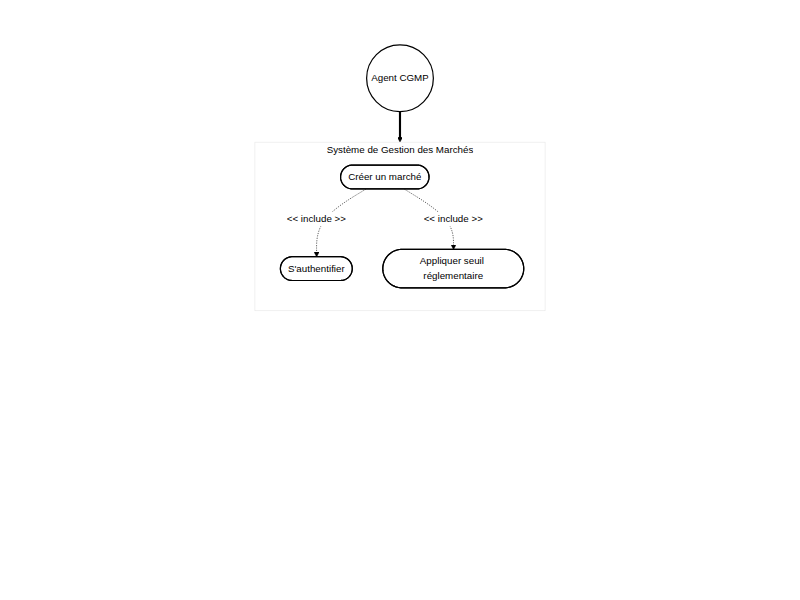 Agent CGMP
Système de Gestion des Marchés
Créer un marché
<< include >>
<< include >>
S'authentifier
Appliquer seuil
réglementaire